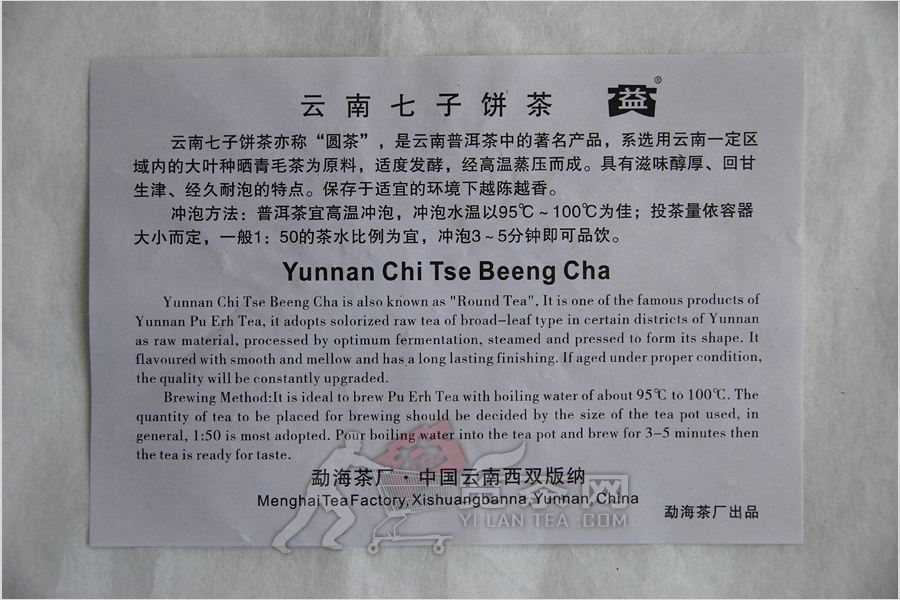 云南七子饼茶 益®
云南七子饼茶亦称“圆茶”，是云南普洱茶中的著名产品，系选用云南一定区
域内的大叶种晒青毛茶为原料，适度发酵，经高温蒸压而成。具有滋味醇厚、回甘
生津、经久耐泡的特点。保存于适宜的环境下越陈越香。
冲泡方法：普洱茶宜高温冲泡，冲泡水温以95℃～100℃为佳；投茶量依容器
大小而定，一般1：50的茶水比例为宜，冲泡3～5分钟即可品饮。
Yunnan Chi Tse Beeng Cha
Yunnan Chi Tse Beeng Cha is also known as "Round Tea", It is one of the famous products of
Yunnan Pu Erh Tea, it adopts solorized raw tea of broad-leaf type in certain districts of Yunnan
as raw material, processed by optimum fermentation, steamed and pressed to form its shape. It
flavoured with smooth and mellow and has a long lasting finishing. If aged under proper condition,
the quality will be constantly upgraded.
Brewing Method:It is ideal to brew Pu Erh Tea with boiling water of about 95℃ to 100℃. The
quantity of tea to be placed for brewing should be decided by the size of the tea pot used, in
general, 1:50 is most adopted. Pour boiling water into the tea pot and brew for 3-5 minutes then
the tea is ready for taste.
勐海茶厂·中国云南西双版纳
Menghai Tea Factory, Xishuangbanna, Yunnan, China
茶网
YI LAN TEA .COM
勐海茶厂出品